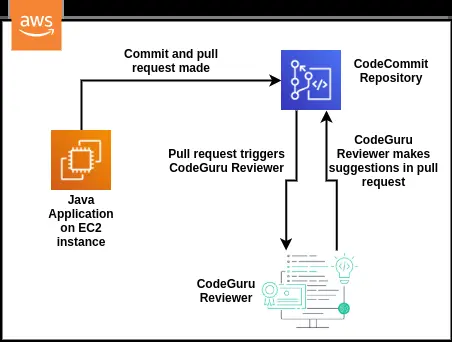 aws
Commit and pull
request made
CodeCommit
Repository
</>
Pull request triggers
CodeGuru Reviewer
CodeGuru
Reviewer makes
suggestions in pull
request
Java
Application
on EC2
instance
CodeGuru
Reviewer
</>